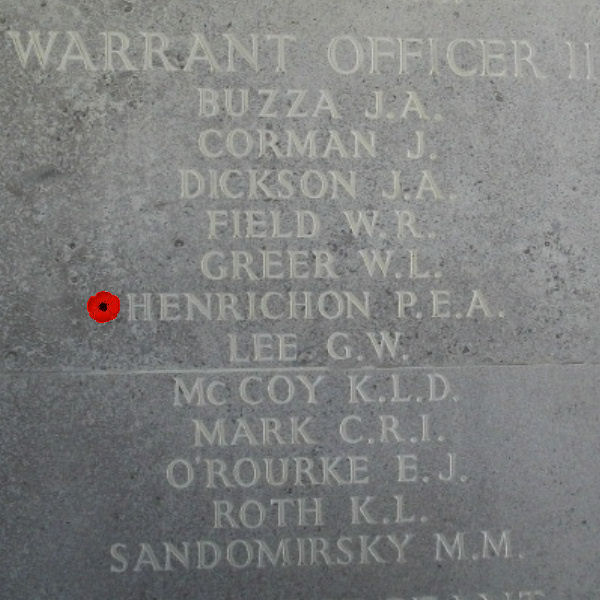 WARRANT OFFICER II
BUZZA J.A.
CORMAN J.
DICKSON J.A.
FIELD W.R.
GREER W.L.
HENRICHON P.E.A.
LEE G.W.
McCOY K.L.D.
MARK C.R.I.
O'ROURKE E.J.
ROTH K.L.
SANDOMIRSKY M.M.